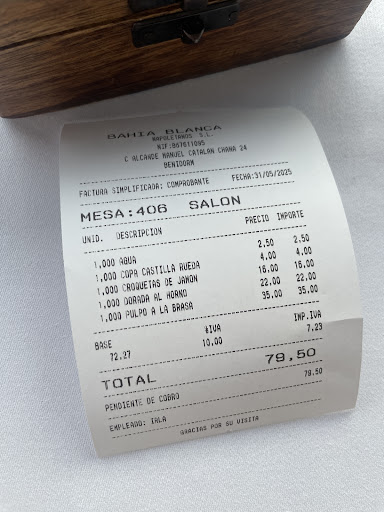 BAHIA BLANCA
NAPOLETANOS S.L.
NIF:B67611095
C ALCANDE MANUEL CATALAN CHANA 24
BENIDORM
FACTURA SIMPLIFICADA: COMPROBANTE FECHA:31/05/2025
MESA:406 SALON
UNID. DESCRIPCION PRECIO IMPORTE
1,000 AGUA 2.50 2.50
1,000 COPA CASTILLA RUEDA 4.00 4.00
1,000 CROQUETAS DE JAMON 16.00 16.00
1,000 DORADA AL HORNO 22.00 22.00
1,000 PULPO A LA BRASA 35.00 35.00
BASE %IVA IMP.IVA
72.27 10,00 7.23
TOTAL 79,50
PENDIENTE DE COBRO 79.50
EMPLEADO: IRLA
GRACIAS POR SU VISITA